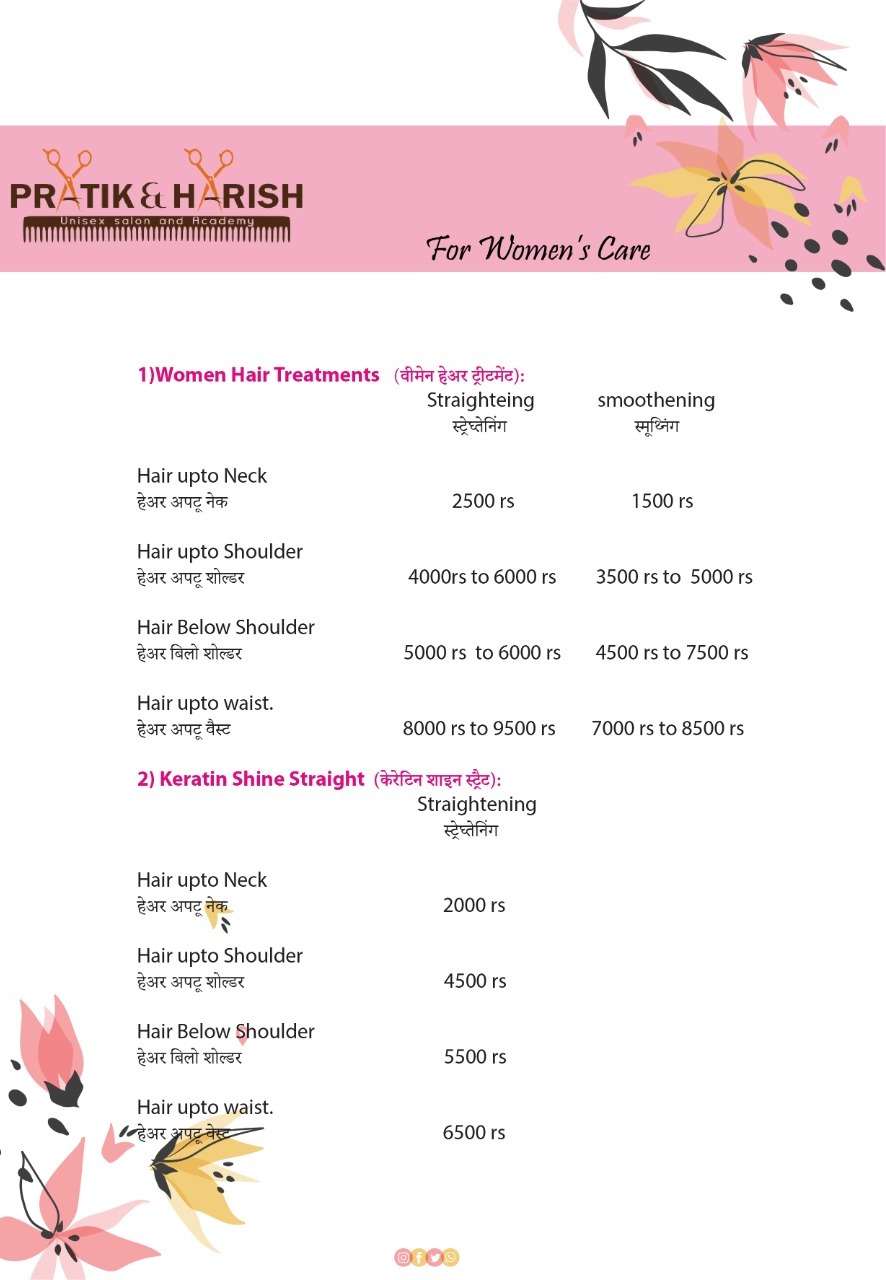 PRATIK & HARISH
Unisex salon and Academy
For Women's Care
1)Women Hair Treatments (वीमेन हेअर ट्रीटमेंट):
Straighteing smoothening
स्ट्रेघ्तेनिंग स्मूथ्निंग
Hair upto Neck
हेअर अपटू नेक 2500 rs 1500 rs
Hair upto Shoulder
हेअर अपटू शोल्डर 4000rs to 6000 rs 3500 rs to 5000 rs
Hair Below Shoulder
हेअर बिलो शोल्डर 5000 rs to 6000 rs 4500 rs to 7500 rs
Hair upto waist.
हेअर अपटू वैस्ट 8000 rs to 9500 rs 7000 rs to 8500 rs
2) Keratin Shine Straight (केरेटिन शाइन स्ट्रैट):
Straightening
स्ट्रेघ्तेनिंग
Hair upto Neck
हेअर अपटू नेक 2000 rs
Hair upto Shoulder
हेअर अपटू शोल्डर 4500 rs
Hair Below Shoulder
हेअर बिलो शोल्डर 5500 rs
Hair upto waist.
हेअर अपटू वेस्ट 6500 rs